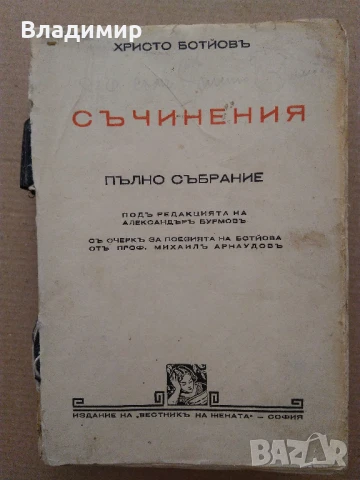 Владимир
ХРИСТО БОТЙОВЪ
СЪЧИНЕНИЯ
ПЪЛНО СЪБРАНИЕ
ПОДЪ РЕДАКЦИЯТА НА
АЛЕКСАНДЪРЪ БУРМОВЪ
СЪ ОЧЕРКЪ ЗА ПОЕЗИЯТА НА БОТЙОВА
ОТЪ ПРОФ. МИХАИЛЪ АРНАУДОВЪ
ИЗДАНИЕ НА „ВЕСТНИКЪ НА ЖЕНАТА" – СОФИЯ
BAZAR